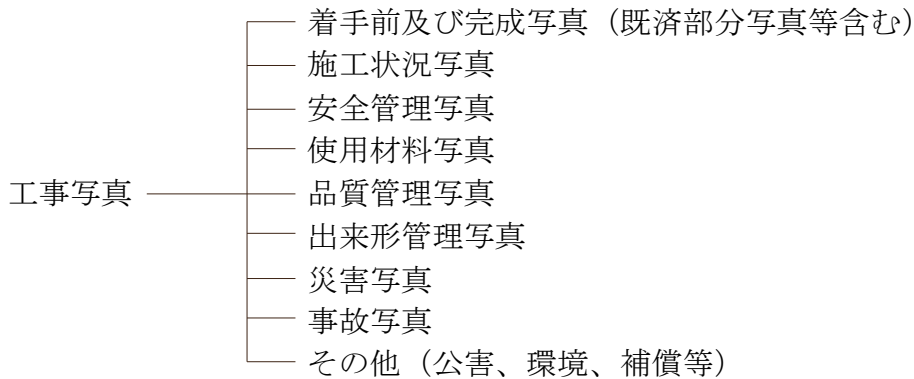 着手前及び完成写真（既済部分写真等含む）
施工状況写真
安全管理写真
使用材料写真
工事写真
品質管理写真
出来形管理写真
災害写真
事故写真
その他（公害、環境、補償等）